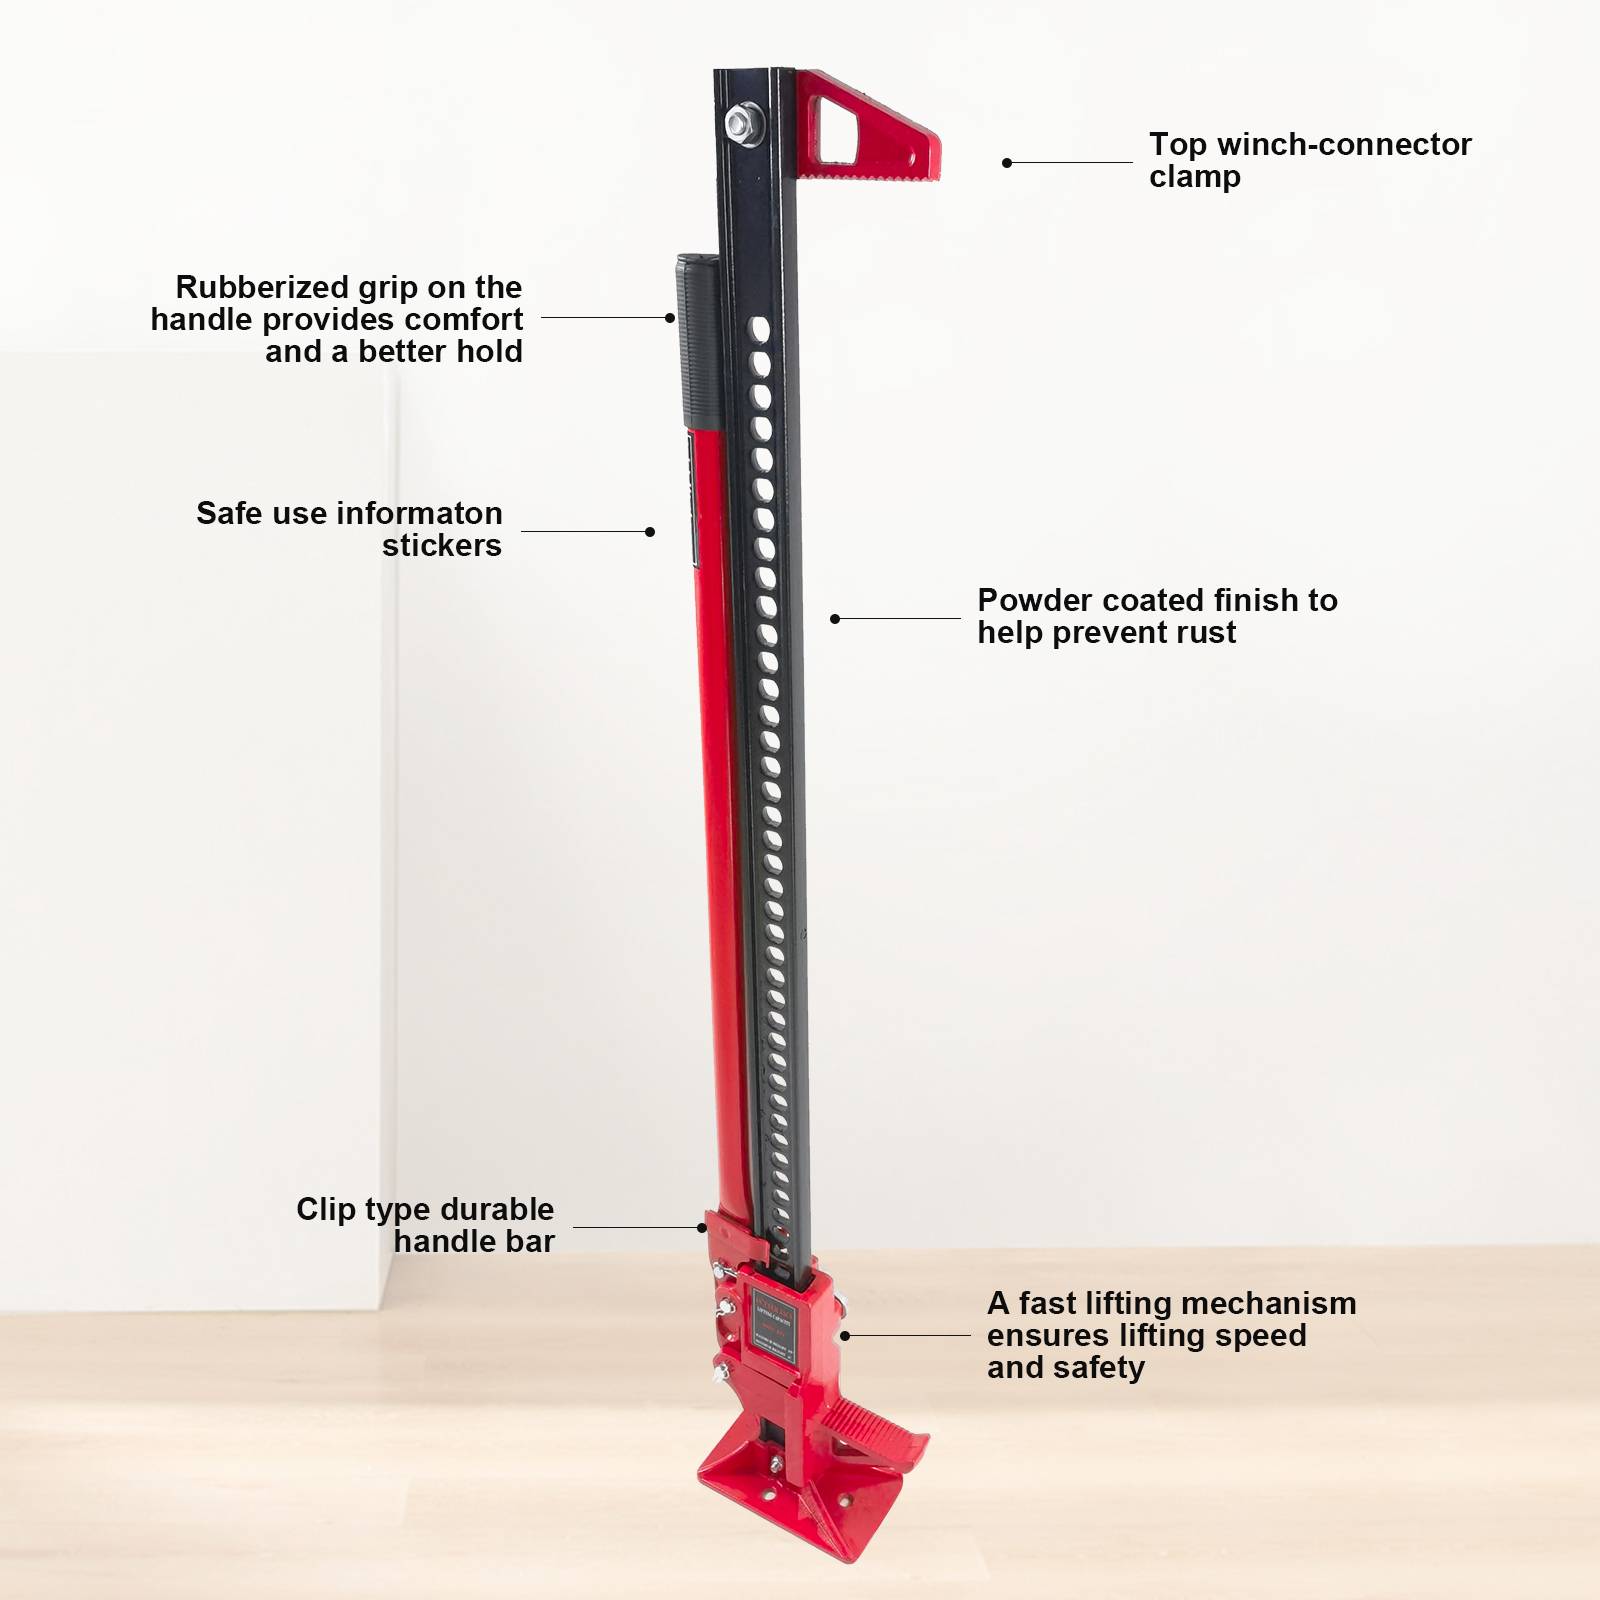 Top winch-connector
clamp
Rubberized grip on the
handle provides comfort
and a better hold
Safe use informaton
stickers
Powder coated finish to
help prevent rust
Clip type durable
handle bar
A fast lifting mechanism
ensures lifting speed
and safety
LIFTING CAPACITY